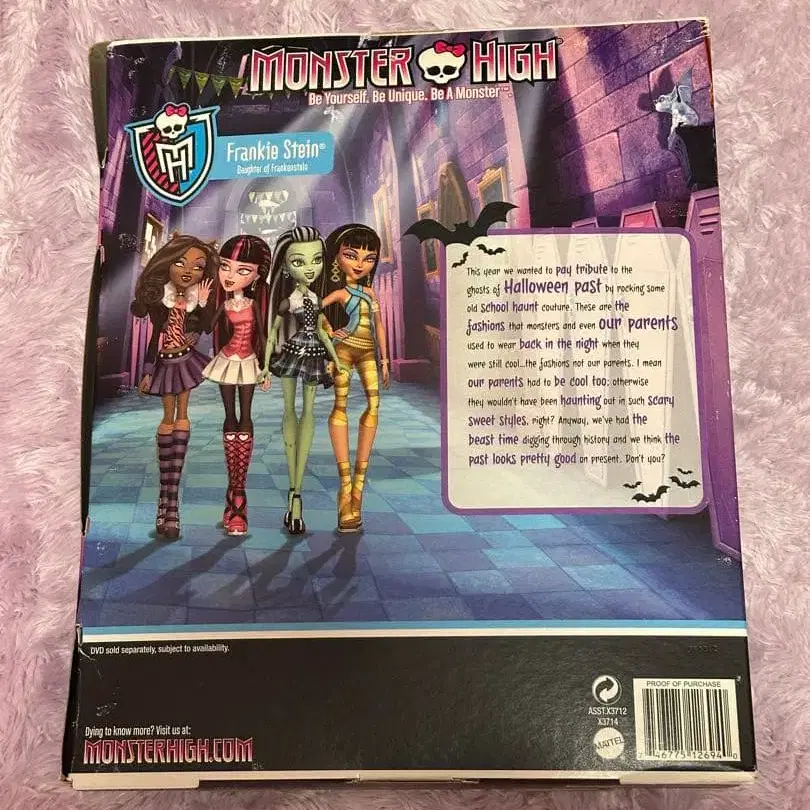 MONSTER HIGH®
Be Yourself. Be Unique. Be A Monster™.
Frankie Stein®
Daughter of Frankenstein
This year we wanted to pay tribute to the
ghosts of Halloween past by rocking some
old school haunt couture. These are the
fashions that monsters and even our parents
used to wear back in the night when they
were still cool...the fashions not our parents. I mean
our parents had to be cool too; otherwise
they wouldn't have been haunting out in such scary
sweet styles, right? Anyway, we've had the
beast time digging through history and we think the
past looks pretty good on present. Don't you?
DVD sold separately, subject to availability.
Dying to know more? Visit us at:
MONSTERHIGH.COM
ASST.X3712
X3714
MATTEL
PROOF OF PURCHASE
46775 12694